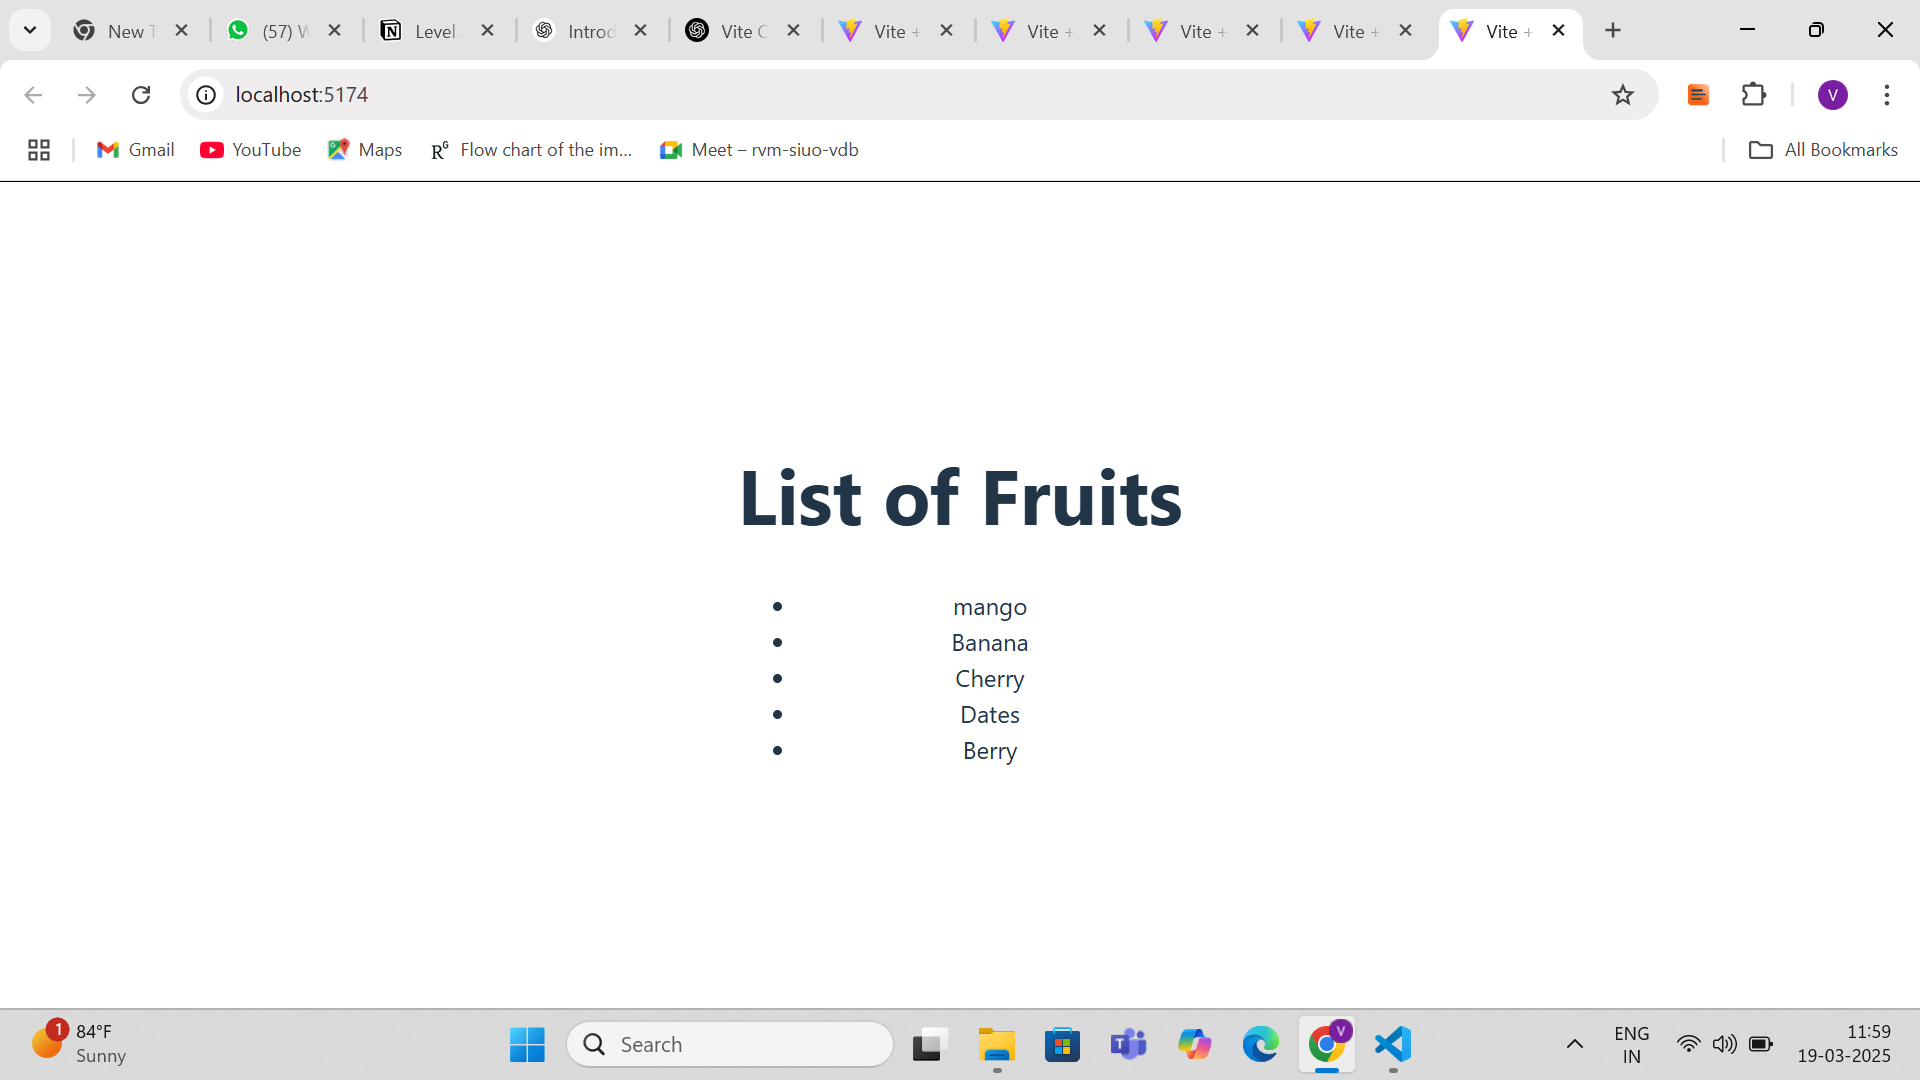 New T (57) W Level Introd Vite C Vite + Vite + Vite + Vite + Vite +
localhost:5174 V
Gmail YouTube Maps RG Flow chart of the im... Meet – rvm-siuo-vdb All Bookmarks
List of Fruits
• mango
• Banana
• Cherry
• Dates
• Berry
1 84°F
Sunny
Search
V
ENG
IN
11:59
19-03-2025